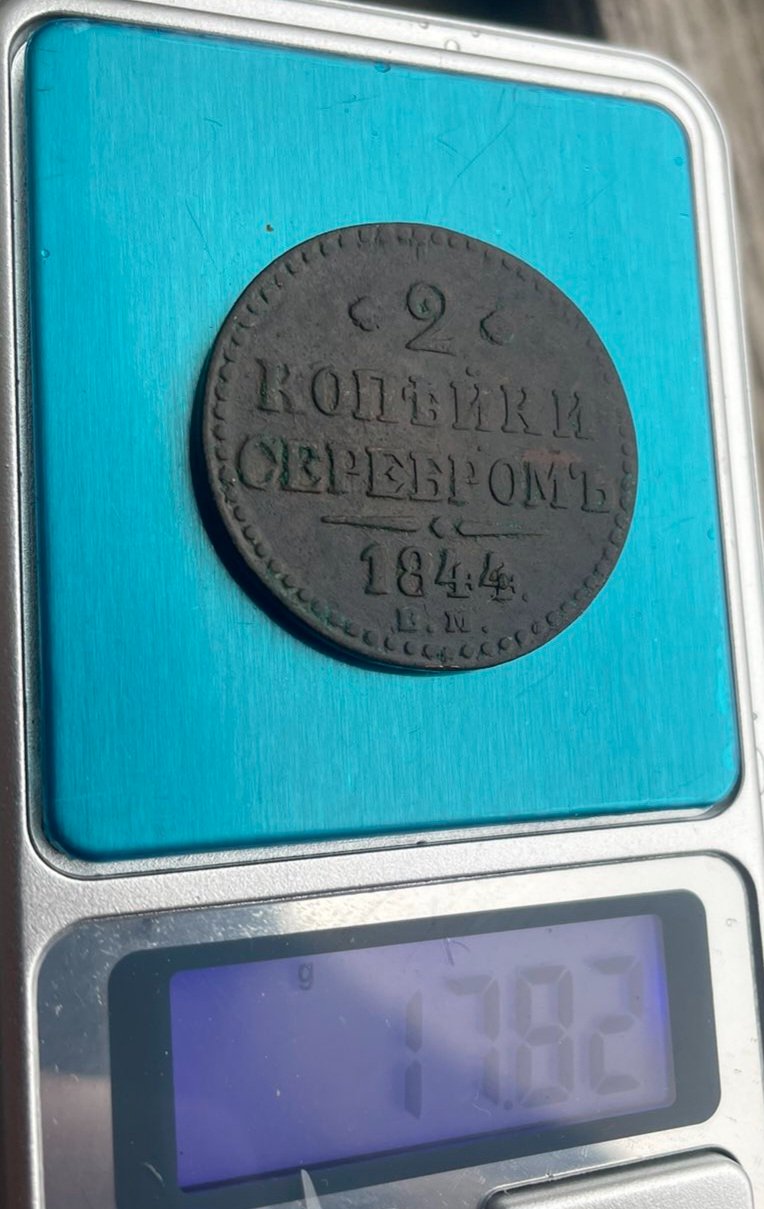 2
КОПѢЙКИ
СЕРЕБРОМЪ
1844.
Е.М.
g
17.82